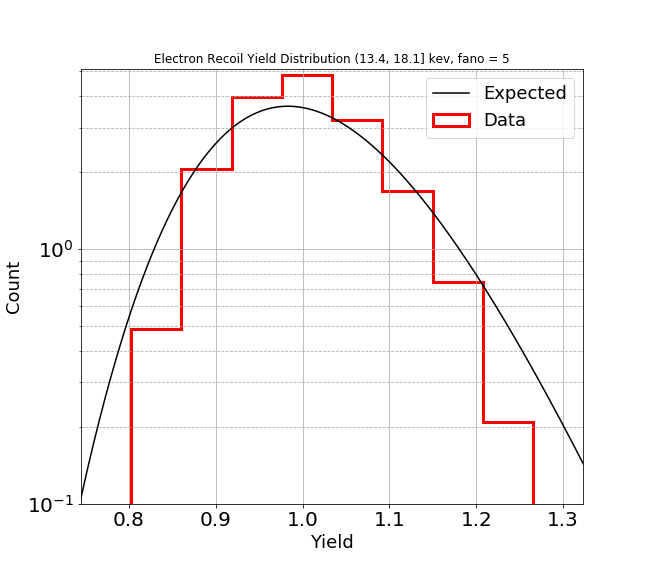 Electron Recoil Yield Distribution (13.4, 18.1] kev, fano = 5
Expected
Data
10⁰
10⁻¹
Count
0.8 0.9 1.0 1.1 1.2 1.3
Yield